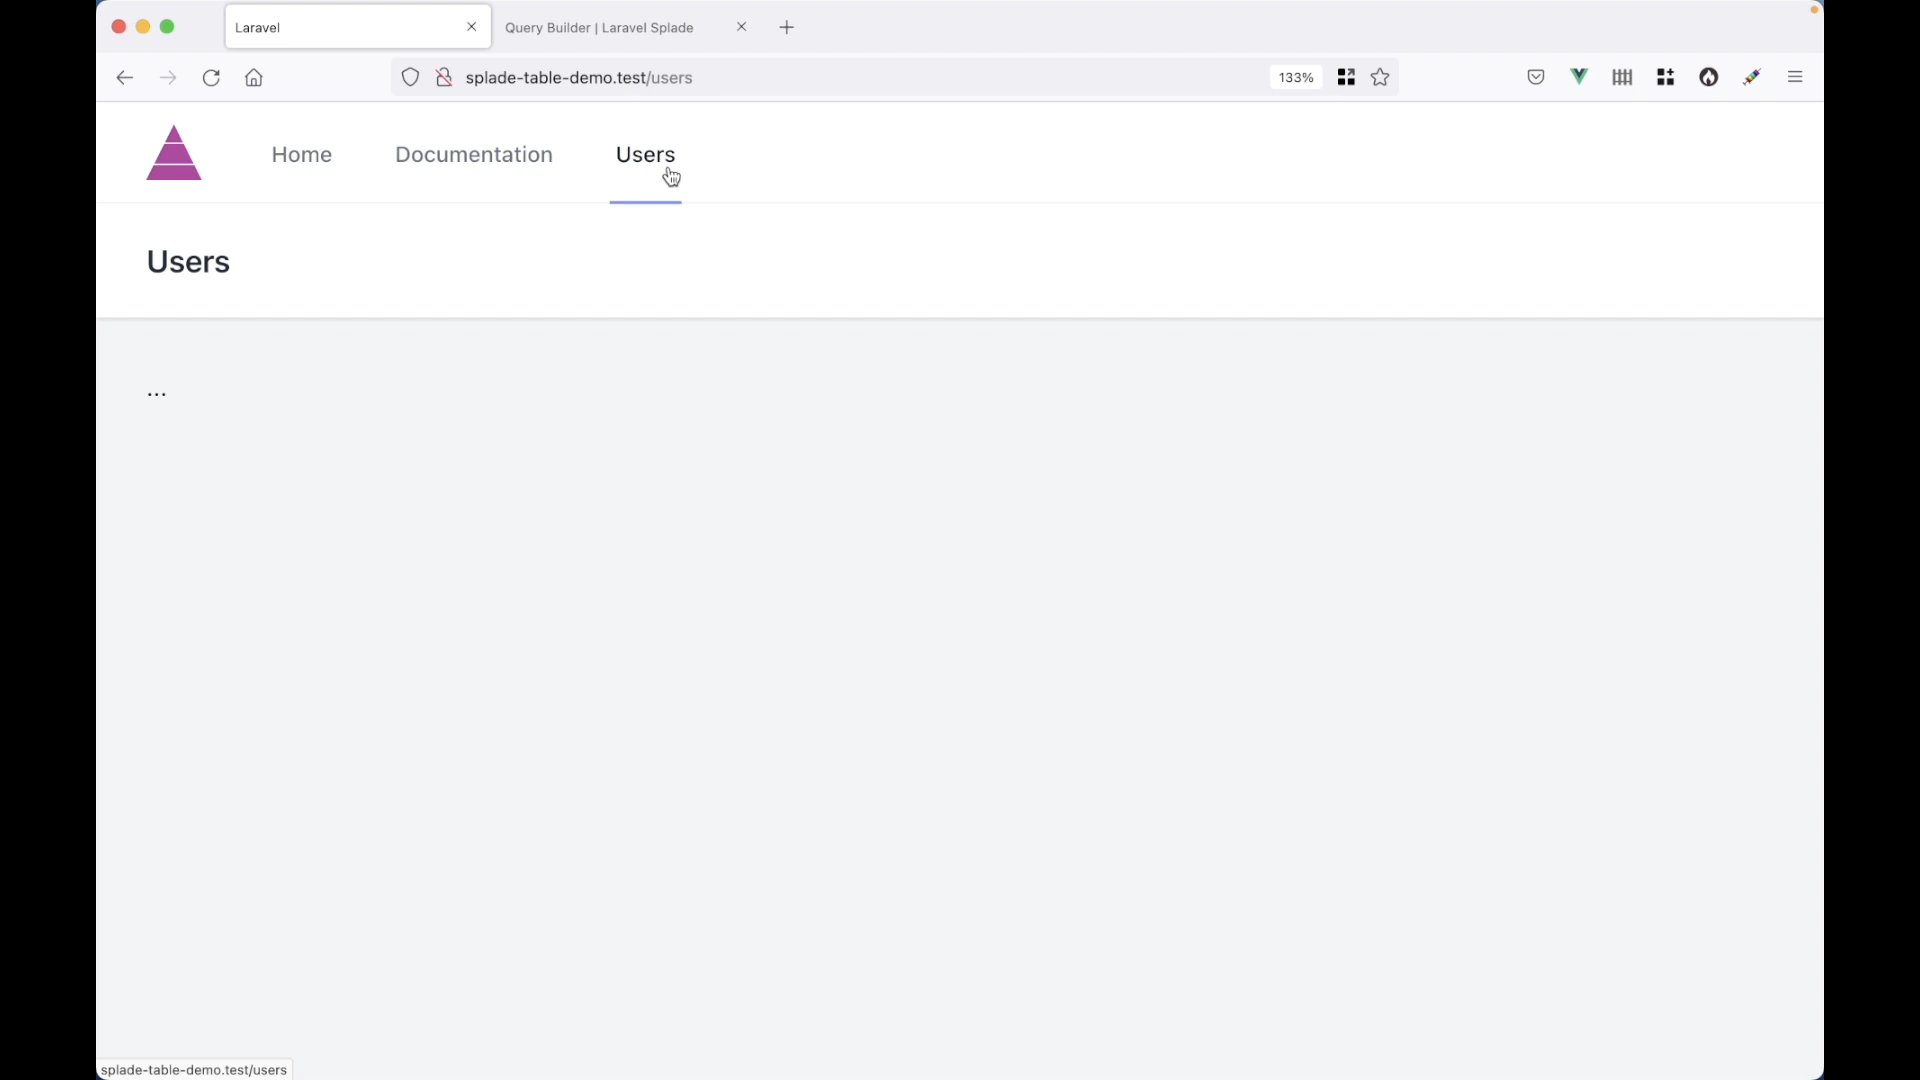 Laravel
Query Builder | Laravel Splade
splade-table-demo.test/users
133%
Home
Documentation
Users
Users
...
splade-table-demo.test/users